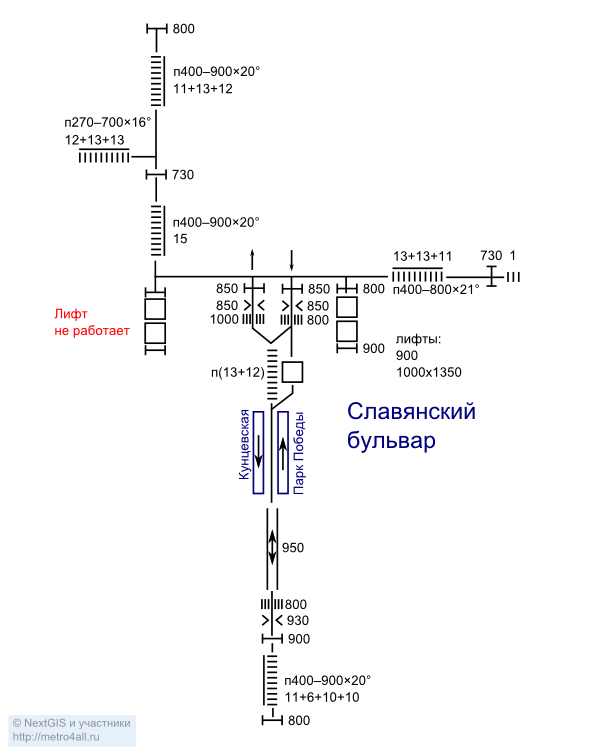 800
п400–900×20°
11+13+12
п270–700×16°
12+13+13
730
п400–900×20°
15
13+13+11
730 1
850
850
800
п400–800×21°
Лифт
не работает
850
850
1000
800
900
лифты:
900
1000x1350
п(13+12)
Славянский
бульвар
Кунцевская
Парк Победы
950
800
930
900
п400–900×20°
11+6+10+10
800
© NextGIS и участники
http://metro4all.ru